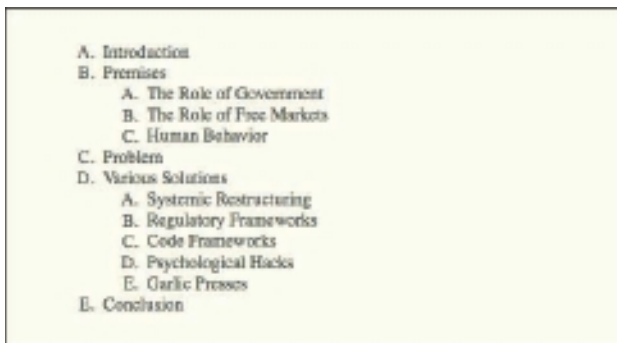 A. Introduction
B. Premises
A. The Role of Government
B. The Role of Free Markets
C. Human Behavior
C. Problem
D. Various Solutions
A. Systemic Restructuring
B. Regulatory Frameworks
C. Code Frameworks
D. Psychological Hacks
E. Garlic Presses
E. Conclusion